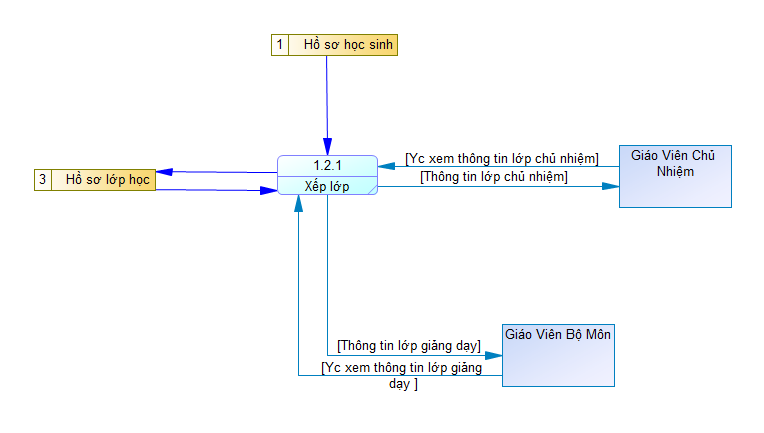 1 Hồ sơ học sinh
[Yc xem thông tin lớp chủ nhiệm]
Giáo Viên Chủ
Nhiệm
1.2.1
Xếp lớp
[Thông tin lớp chủ nhiệm]
3 Hồ sơ lớp học
Giáo Viên Bộ Môn
[Thông tin lớp giảng dạy]
[Yc xem thông tin lớp giảng
dạy ]